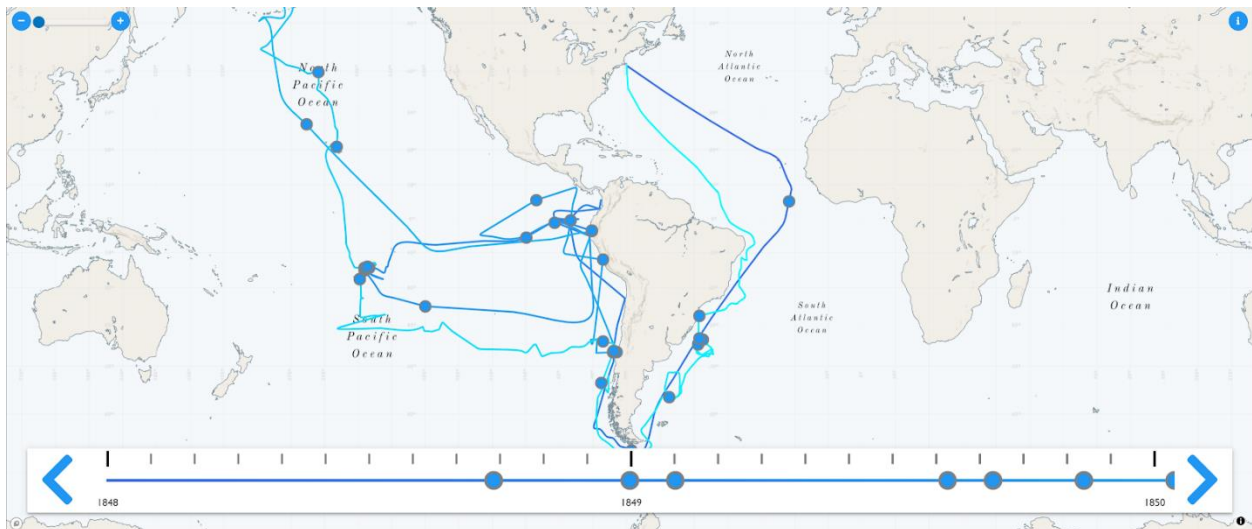 North
Atlantic
Ocean
North
Pacific
Ocean
Indian
Ocean
South
Atlantic
Ocean
South
Pacific
Ocean
1848
1849
1850